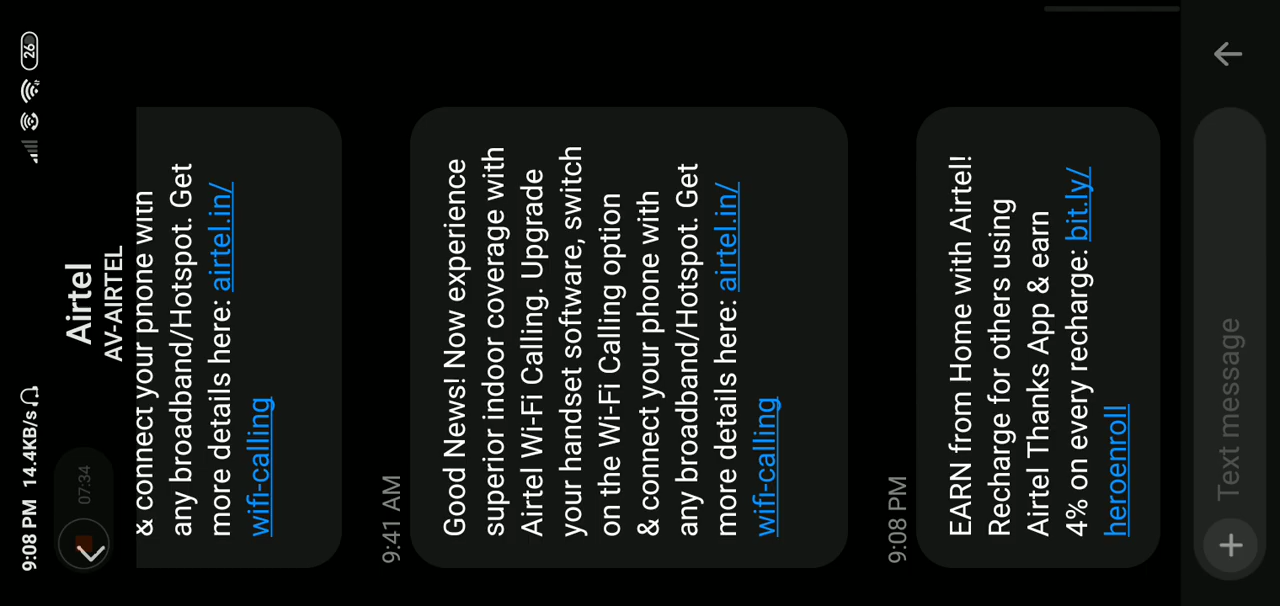 9:08 PM 14.4KB/s 26
07:34
Airtel
AV-AIRTEL
& connect your phone with
any broadband/Hotspot. Get
more details here: airtel.in/
wifi-calling
9:41 AM
Good News! Now experience
superior indoor coverage with
Airtel Wi-Fi Calling. Upgrade
your handset software, switch
on the Wi-Fi Calling option
& connect your phone with
any broadband/Hotspot. Get
more details here: airtel.in/
wifi-calling
9:08 PM
EARN from Home with Airtel!
Recharge for others using
Airtel Thanks App & earn
4% on every recharge: bit.ly/
heroenroll
Text message